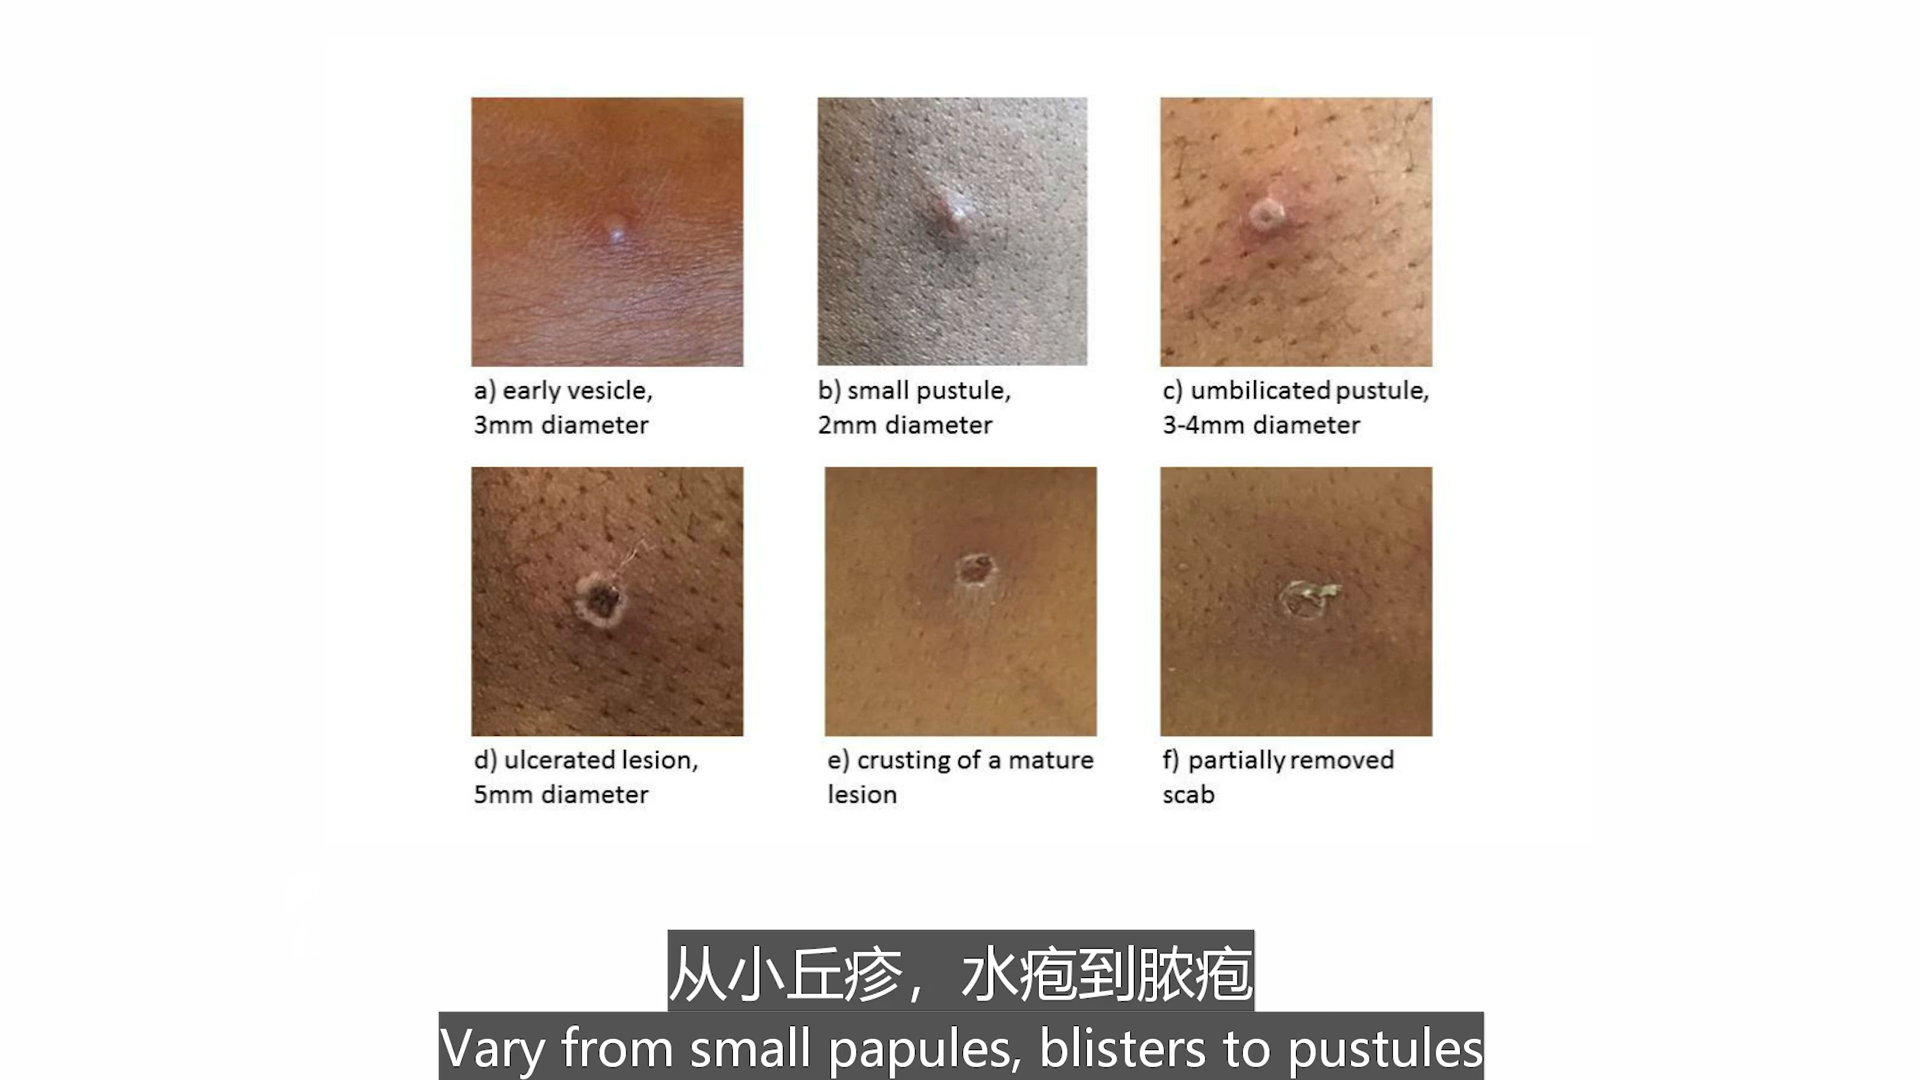 a) early vesicle,
3mm diameter
b) small pustule,
2mm diameter
c) umbilicated pustule,
3-4mm diameter
d) ulcerated lesion,
5mm diameter
e) crusting of a mature
lesion
f) partially removed
scab
从小丘疹，水疱到脓疱
Vary from small papules, blisters to pustules